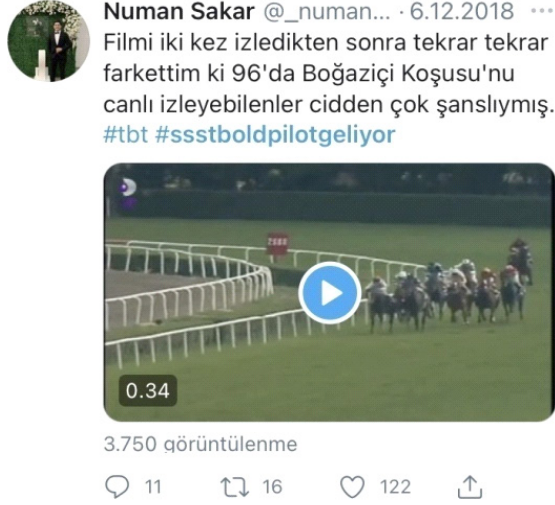 Numan Sakar @_numan... · 6.12.2018 ...
Filmi iki kez izledikten sonra tekrar tekrar
farkettim ki 96'da Boğaziçi Koşusu'nu
canlı izleyebilenler cidden çok şanslıymış.
#tbt #ssstboldpilotgeliyor
0.34
3.750 görüntülenme
11 16 122